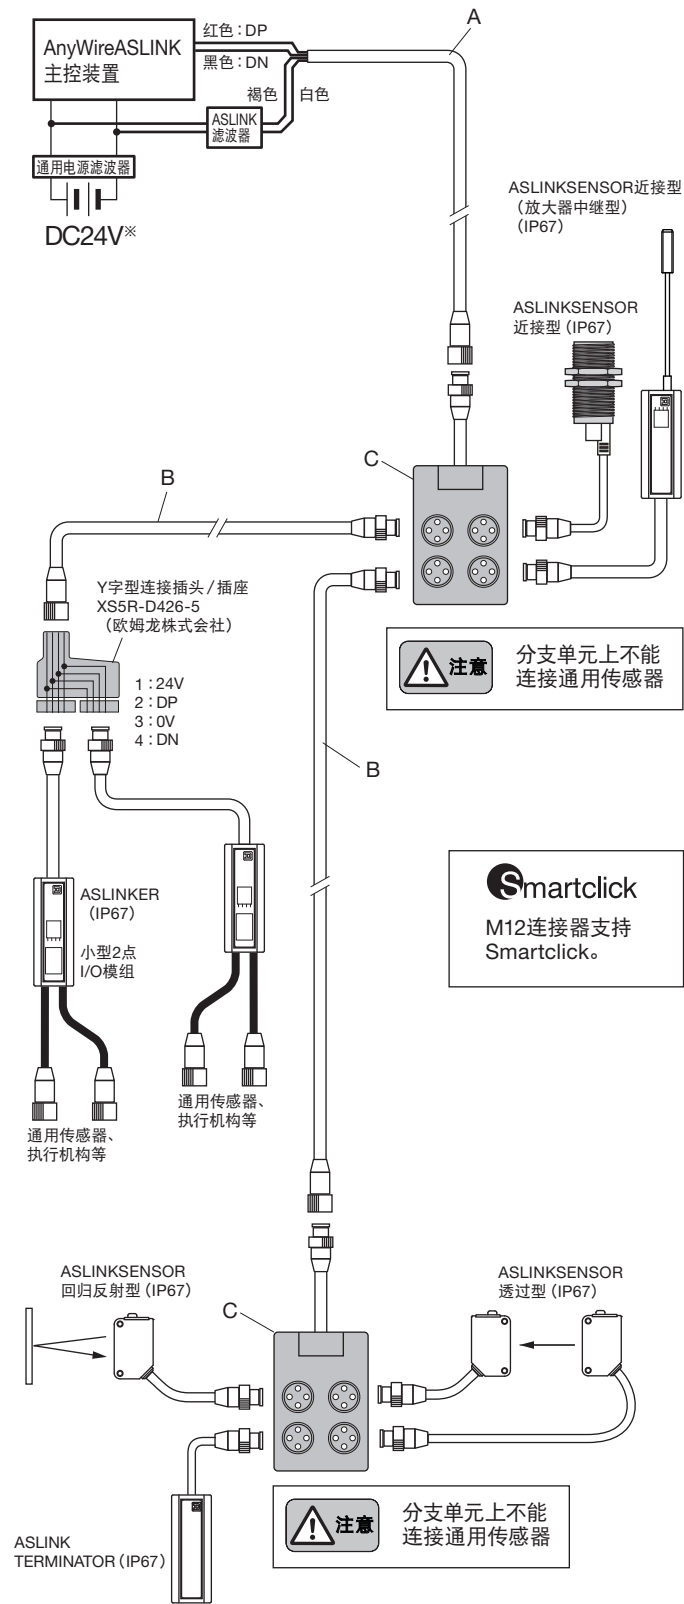 AnyWireASLINK
主控装置
红色：DP
黑色：DN
褐色
白色
ASLINK
滤波器
通用电源滤波器
DC24V※
A
ASLINKSENSOR近接型
（放大器中继型）
（IP67）
ASLINKSENSOR
近接型（IP67）
C
B
Y字型连接插头/插座
XS5R-D426-5
（欧姆龙株式会社）
1：24V
2：DP
3：0V
4：DN
注意
分支单元上不能
连接通用传感器
B
ASLINKER
（IP67）
小型2点
I/O模组
Smartclick
M12连接器支持
Smartclick。
通用传感器、
执行机构等
通用传感器、
执行机构等
ASLINKSENSOR
回归反射型（IP67）
C
ASLINKSENSOR
透过型（IP67）
ASLINK
TERMINATOR（IP67）
注意
分支单元上不能
连接通用传感器